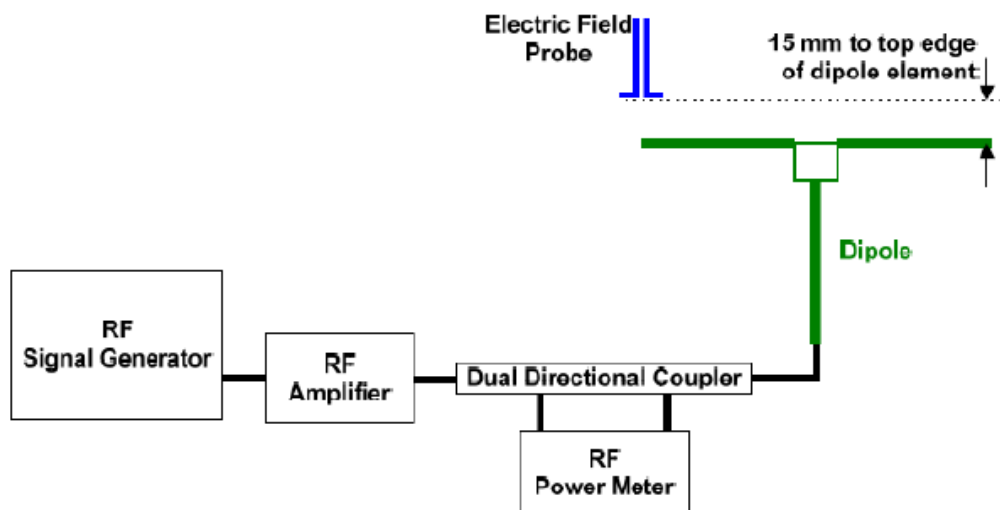 Electric Field
Probe
15 mm to top edge
of dipole element
Dipole
RF
Signal Generator
RF
Amplifier
Dual Directional Coupler
RF
Power Meter